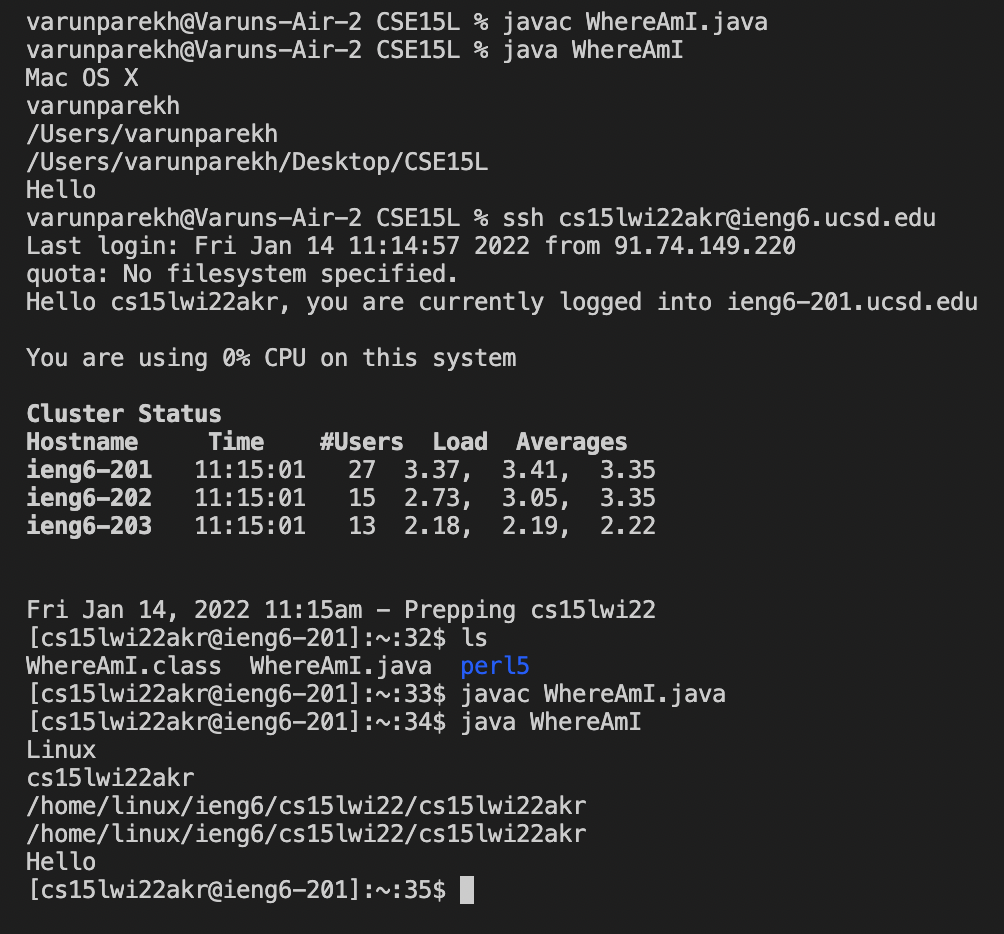 varunparekh@Varuns-Air-2 CSE15L % javac WhereAmI.java
varunparekh@Varuns-Air-2 CSE15L % java WhereAmI
Mac OS X
varunparekh
/Users/varunparekh
/Users/varunparekh/Desktop/CSE15L
Hello
varunparekh@Varuns-Air-2 CSE15L % ssh cs15lwi22akr@ieng6.ucsd.edu
Last login: Fri Jan 14 11:14:57 2022 from 91.74.149.220
quota: No filesystem specified.
Hello cs15lwi22akr, you are currently logged into ieng6-201.ucsd.edu

You are using 0% CPU on this system

Cluster Status
Hostname     Time    #Users  Load  Averages
ieng6-201   11:15:01   27  3.37,  3.41,  3.35
ieng6-202   11:15:01   15  2.73,  3.05,  3.35
ieng6-203   11:15:01   13  2.18,  2.19,  2.22


Fri Jan 14, 2022 11:15am - Prepping cs15lwi22
[cs15lwi22akr@ieng6-201]:~:32$ ls
WhereAmI.class  WhereAmI.java  perl5
[cs15lwi22akr@ieng6-201]:~:33$ javac WhereAmI.java
[cs15lwi22akr@ieng6-201]:~:34$ java WhereAmI
Linux
cs15lwi22akr
/home/linux/ieng6/cs15lwi22/cs15lwi22akr
/home/linux/ieng6/cs15lwi22/cs15lwi22akr
Hello
[cs15lwi22akr@ieng6-201]:~:35$